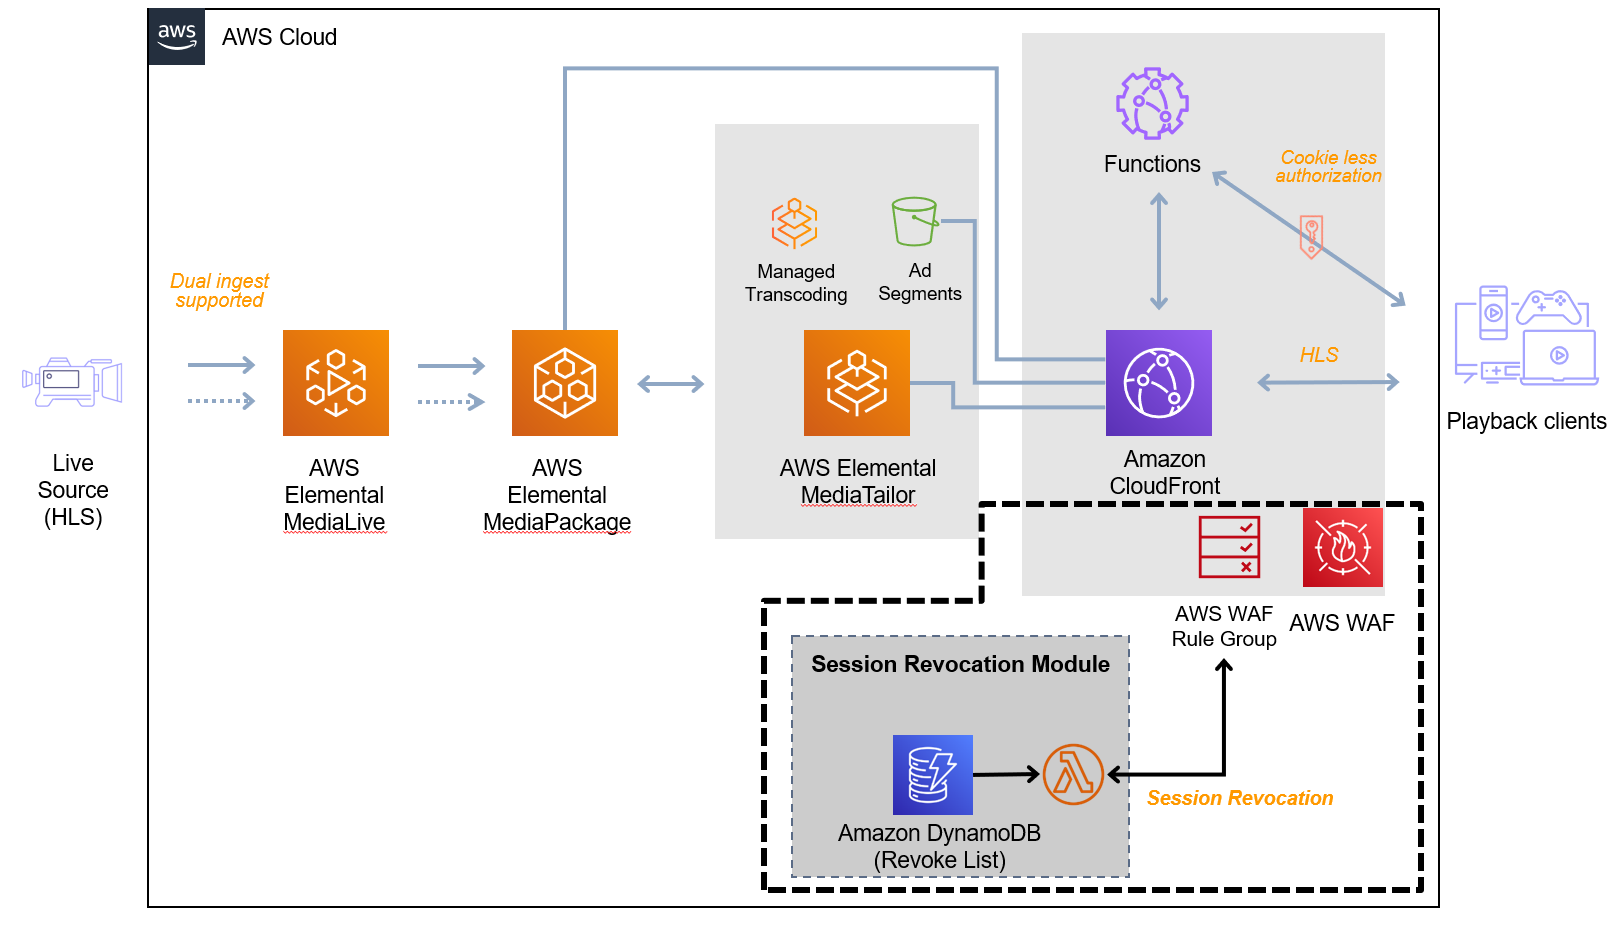 aws
AWS Cloud
Functions
Cookie less
authorization
Managed
Transcoding
Ad
Segments
Dual ingest
supported
HLS
Playback clients
Live
Source
(HLS)
AWS
Elemental
MediaLive
AWS
Elemental
MediaPackage
AWS Elemental
MediaTailor
Amazon
CloudFront
AWS WAF
Rule Group
AWS WAF
Session Revocation Module
Session Revocation
Amazon DynamoDB
(Revoke List)